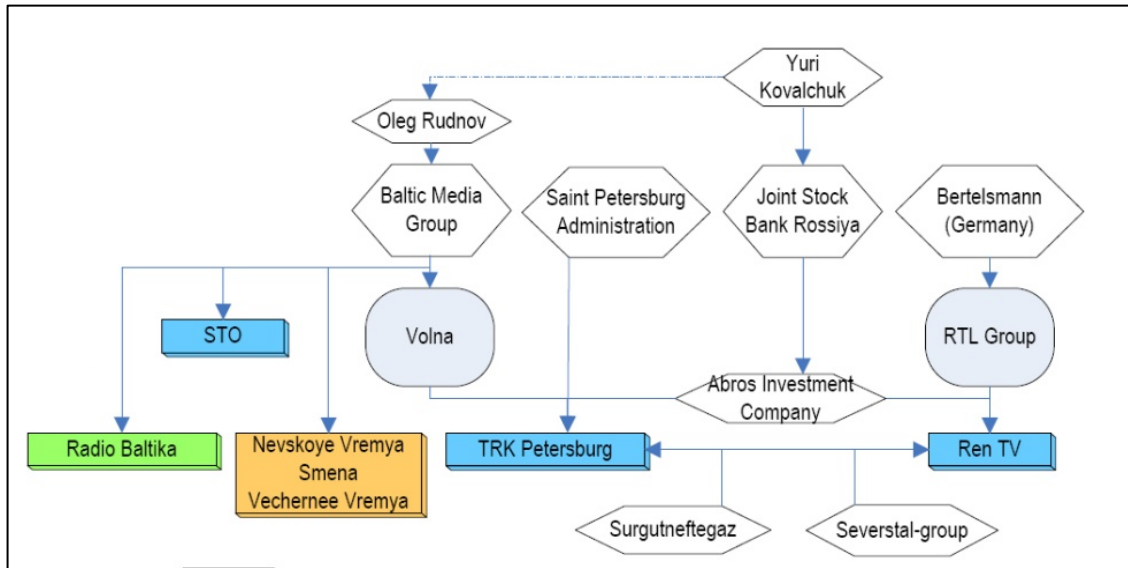 Yuri
Kovalchuk
Oleg Rudnov
Baltic Media
Group
Saint Petersburg
Administration
Joint Stock
Bank Rossiya
Bertelsmann
(Germany)
STO
Volna
RTL Group
Abros Investment
Company
Radio Baltika
Nevskoye Vremya
Smena
Vechernee Vremya
TRK Petersburg
Ren TV
Surgutneftegaz
Severstal-group